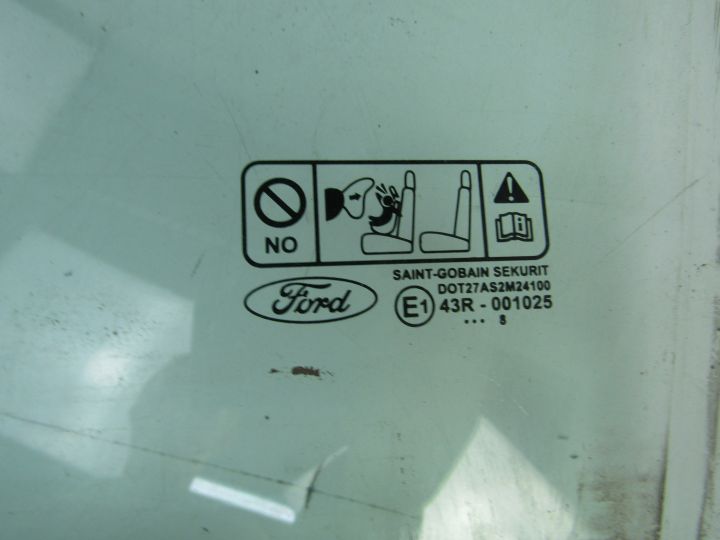 NO
SAINT-GOBAIN SEKURIT
DOT27AS2M24100
Ford
E1 43R - 001025
... 8